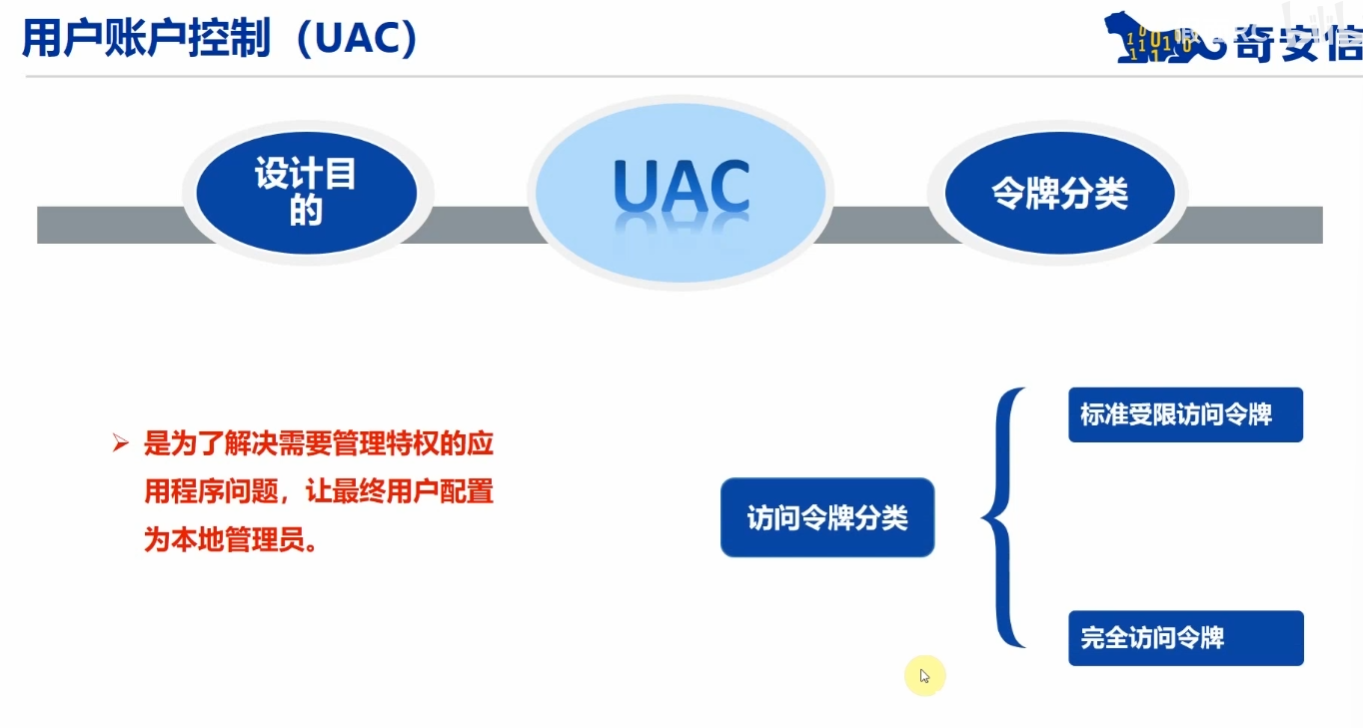 用户账户控制（UAC）
奇安信
设计目
的
UAC
令牌分类
是为了解决需要管理特权的应
用程序问题，让最终用户配置
为本地管理员。
访问令牌分类
标准受限访问令牌
完全访问令牌